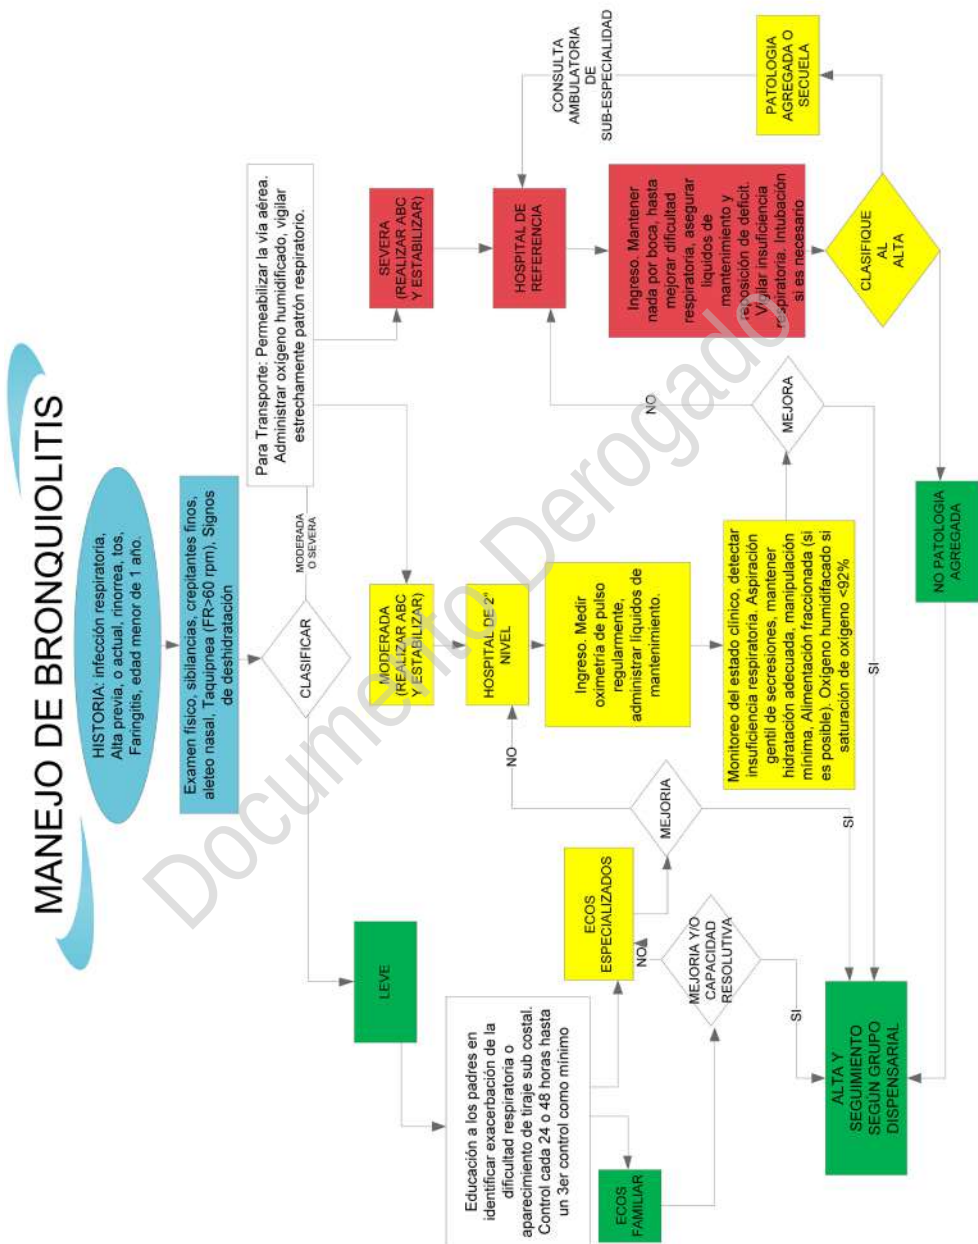 MANEJO DE BRONQUIOLITIS
HISTORIA: infección respiratoria,
Alta previa, o actual, rinorrea, tos,
Faringitis, edad menor de 1 año.
Examen físico, sibilancias, crepitantes finos,
aleteo nasal, Taquipnea (FR>60 rpm), Signos
de deshidratación
CLASIFICAR
MODERADA
O SEVERA
Para Transporte: Permeabilizar la vía aérea.
Administrar oxígeno humidificado, vigilar
estrechamente patrón respiratorio.
LEVE
Educación a los padres en
identificar exacerbación de la
dificultad respiratoria o
aparecimiento de tiraje sub costal.
Control cada 24 o 48 horas hasta
un 3er control como mínimo
ECOS
FAMILIAR
ECOS
ESPECIALIZADOS
MEJORIA Y/O
CAPACIDAD
RESOLUTIVA
NO
SI
MEJORIA
NO
SI
MODERADA
(REALIZAR ABC
Y ESTABILIZAR)
HOSPITAL DE 2°
NIVEL
Ingreso. Medir
oximetría de pulso
regularmente,
administrar líquidos de
mantenimiento.
Monitoreo del estado clínico, detectar
insuficiencia respiratoria. Aspiración
gentil de secresiones, mantener
hidratación adecuada, manipulación
mínima, Alimentación fraccionada (si
es posible). Oxígeno humidifacado si
saturación de oxígeno <92%
MEJORA
NO
SI
SEVERA
(REALIZAR ABC
Y ESTABILIZAR)
HOSPITAL DE
REFERENCIA
Ingreso. Mantener
nada por boca, hasta
mejorar dificultad
respiratoria, asegurar
líquidos de
mantenimiento y
reposición de deficit.
Vigilar insuficiencia
respiratoria. Intubación
si es necesario
CLASIFIQUE
AL
ALTA
PATOLOGIA
AGREGADA O
SECUELA
CONSULTA
AMBULATORIA
DE
SUB-ESPECIALIDAD
NO PATOLOGIA
AGREGADA
ALTA Y
SEGUIMIENTO
SEGÚN GRUPO
DISPENSARIAL
Documento Derogado